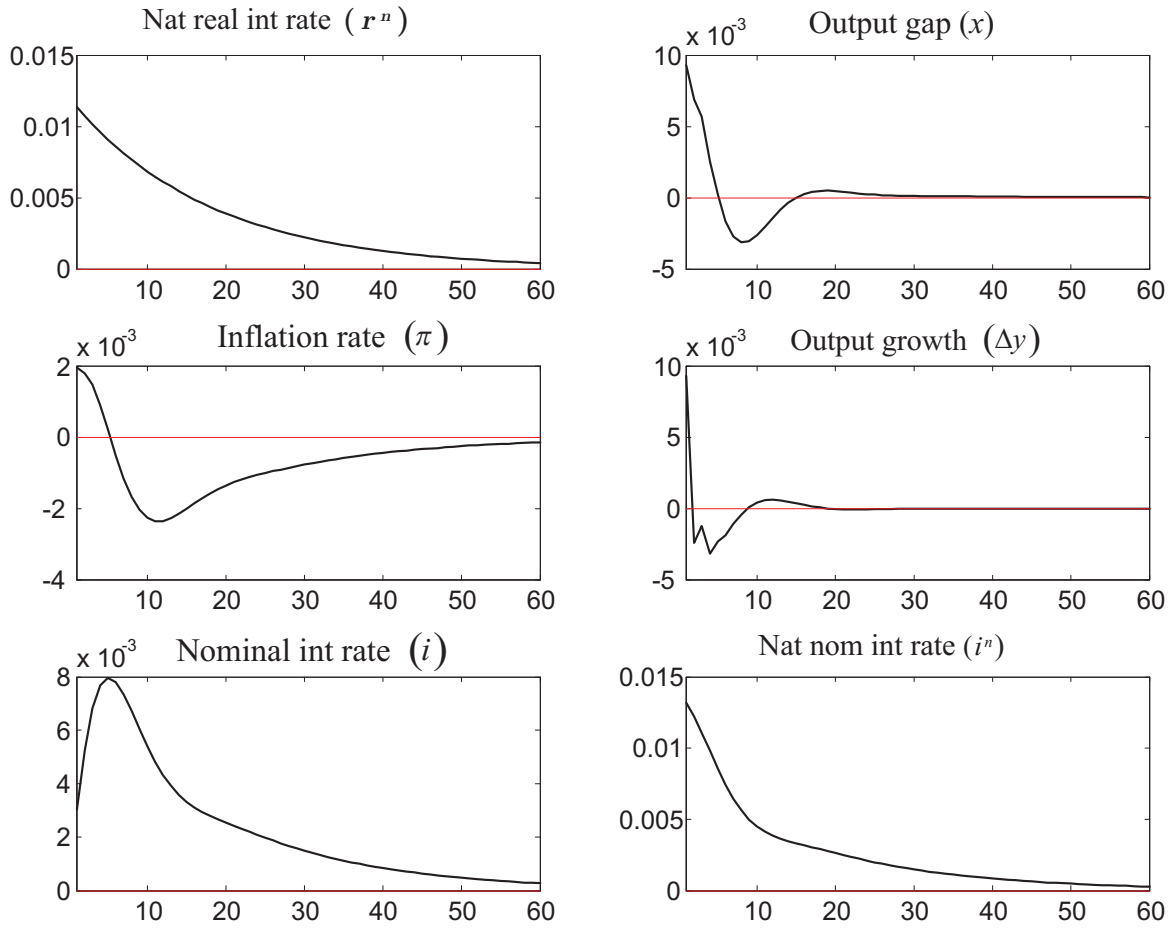 Nat real int rate (rⁿ)
0.015
0.01
0.005
0
10 20 30 40 50 60
Output gap (x)
x 10⁻³
10
5
0
-5
10 20 30 40 50 60
Inflation rate (π)
x 10⁻³
2
0
-2
-4
10 20 30 40 50 60
Output growth (Δy)
x 10⁻³
10
5
0
-5
10 20 30 40 50 60
Nominal int rate (i)
x 10⁻³
8
6
4
2
0
10 20 30 40 50 60
Nat nom int rate (iⁿ)
0.015
0.01
0.005
0
10 20 30 40 50 60